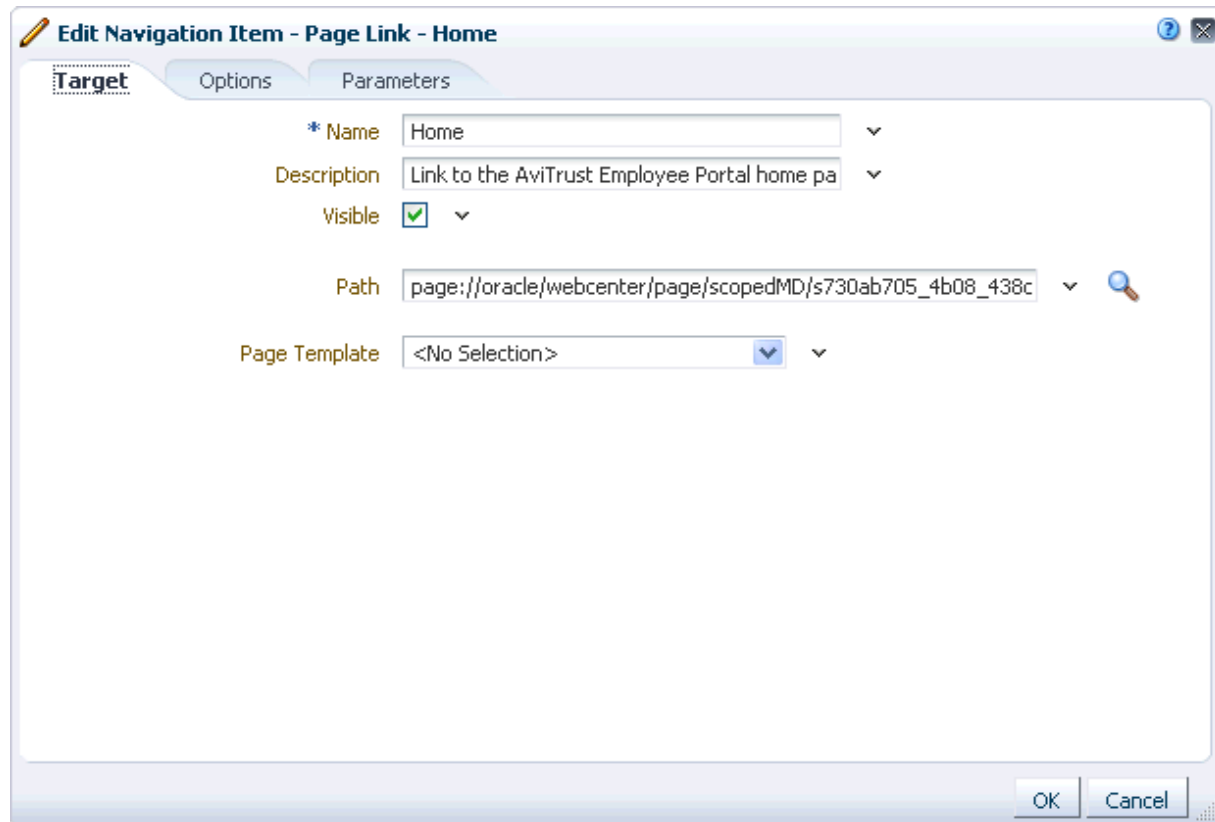 Edit Navigation Item - Page Link - Home
Target Options Parameters
* Name Home
Description Link to the AviTrust Employee Portal home pa
Visible
Path page://oracle/webcenter/page/scopedMD/s730ab705_4b08_438c
Page Template <No Selection>
OK Cancel